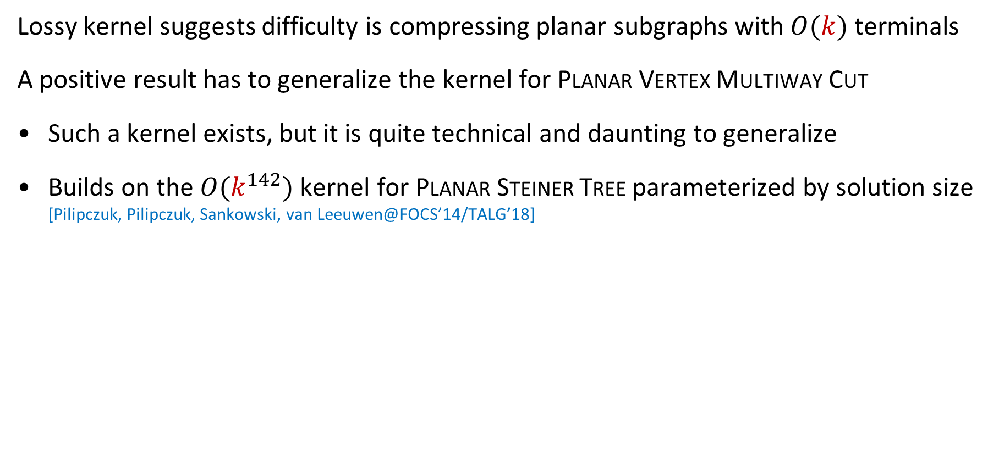 Lossy kernel suggests difficulty is compressing planar subgraphs with O(k) terminals
A positive result has to generalize the kernel for PLANAR VERTEX MULTIWAY CUT
• Such a kernel exists, but it is quite technical and daunting to generalize
• Builds on the O(k¹⁴²) kernel for PLANAR STEINER TREE parameterized by solution size
[Pilipczuk, Pilipczuk, Sankowski, van Leeuwen@FOCS’14/TALG’18]